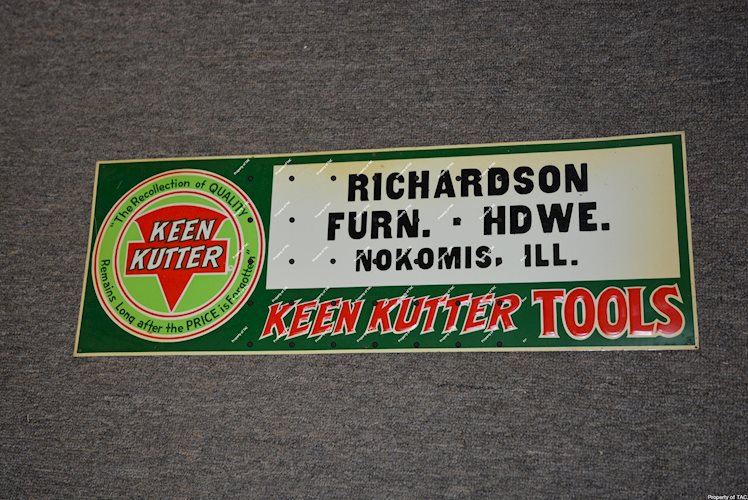 "The Recollection of QUALITY
Remains Long after the PRICE is Forgotten"
KEEN
KUTTER
RICHARDSON
FURN. · HDWE.
NOKOMIS, ILL.
KEEN KUTTER TOOLS
Property of TAC